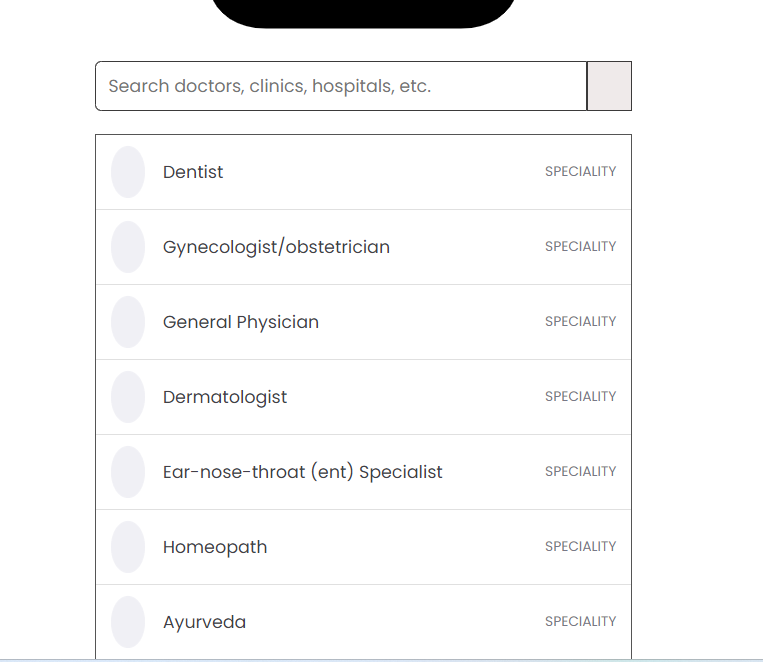 Search doctors, clinics, hospitals, etc.
Dentist SPECIALITY
Gynecologist/obstetrician SPECIALITY
General Physician SPECIALITY
Dermatologist SPECIALITY
Ear-nose-throat (ent) Specialist SPECIALITY
Homeopath SPECIALITY
Ayurveda SPECIALITY